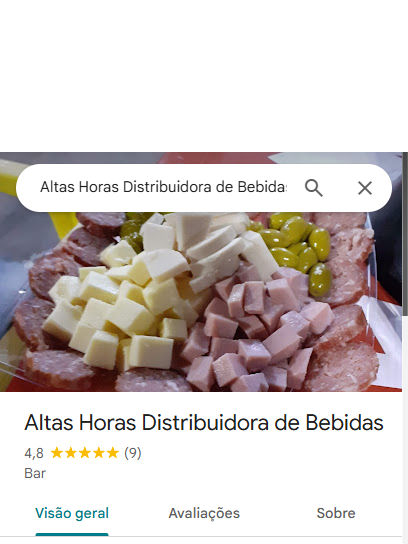 Altas Horas Distribuidora de Bebidas
Altas Horas Distribuidora de Bebidas
4,8 (9)
Bar
Visão geral Avaliações Sobre